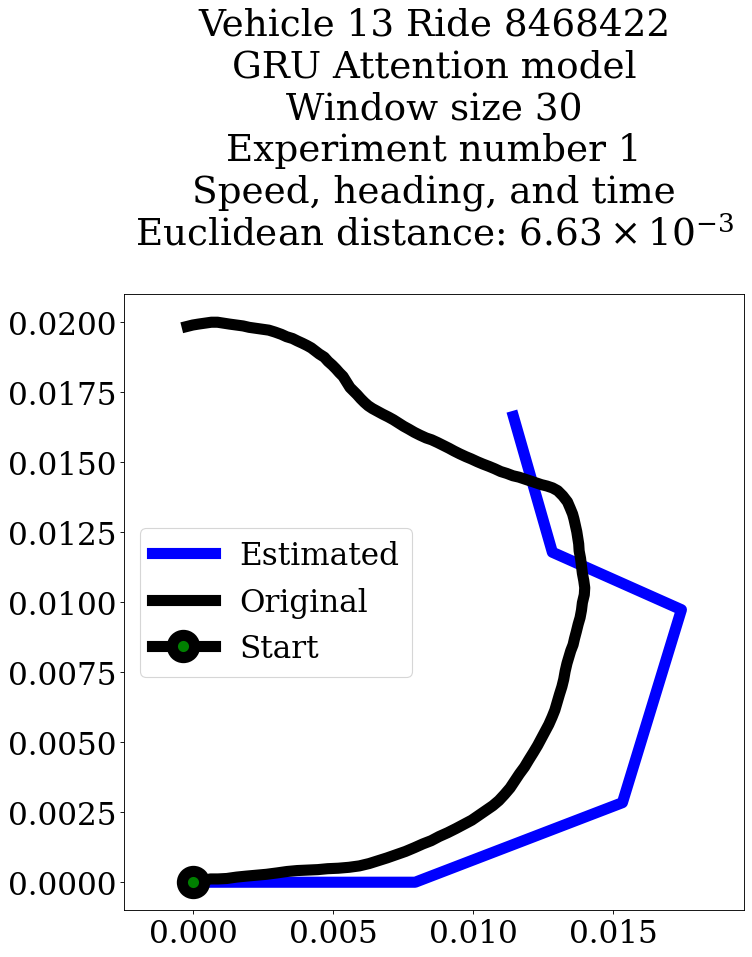 Vehicle 13 Ride 8468422
GRU Attention model
Window size 30
Experiment number 1
Speed, heading, and time
Euclidean distance: 6.63 × 10⁻³
0.0200
0.0175
0.0150
0.0125
0.0100
0.0075
0.0050
0.0025
0.0000
Estimated
Original
Start
0.000 0.005 0.010 0.015